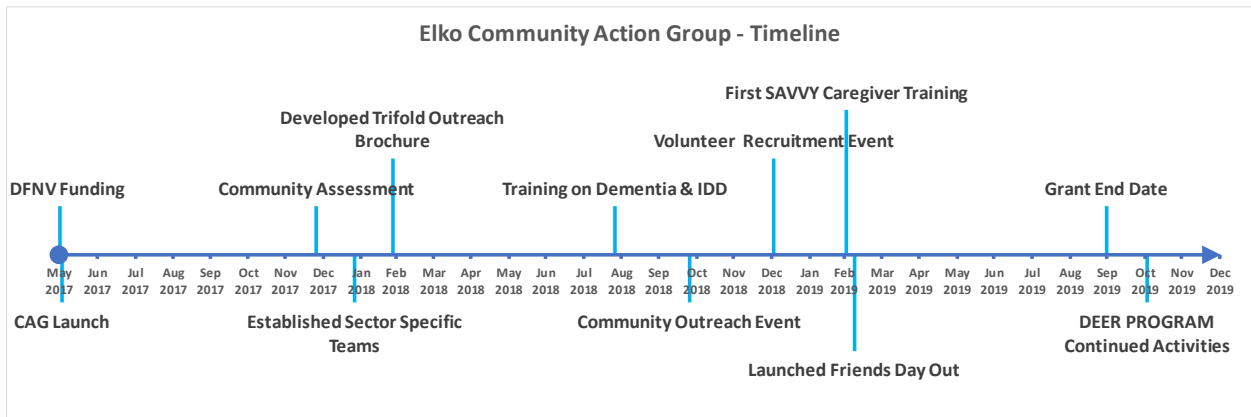 Elko Community Action Group - Timeline
First SAVVY Caregiver Training
Developed Trifold Outreach
Brochure
Volunteer  Recruitment Event
DFNV Funding
Community Assessment
Training on Dementia & IDD
Grant End Date
May Jun Jul Aug Sep Oct Nov Dec Jan Feb Mar Apr May Jun Jul Aug Sep Oct Nov Dec Jan Feb Mar Apr May Jun Jul Aug Sep Oct Nov Dec
2017 2017 2017 2017 2017 2017 2017 2017 2018 2018 2018 2018 2018 2018 2018 2018 2018 2018 2018 2018 2019 2019 2019 2019 2019 2019 2019 2019 2019 2019 2019 2019
CAG Launch
Established Sector Specific
Teams
Community Outreach Event
DEER PROGRAM
Continued Activities
Launched Friends Day Out